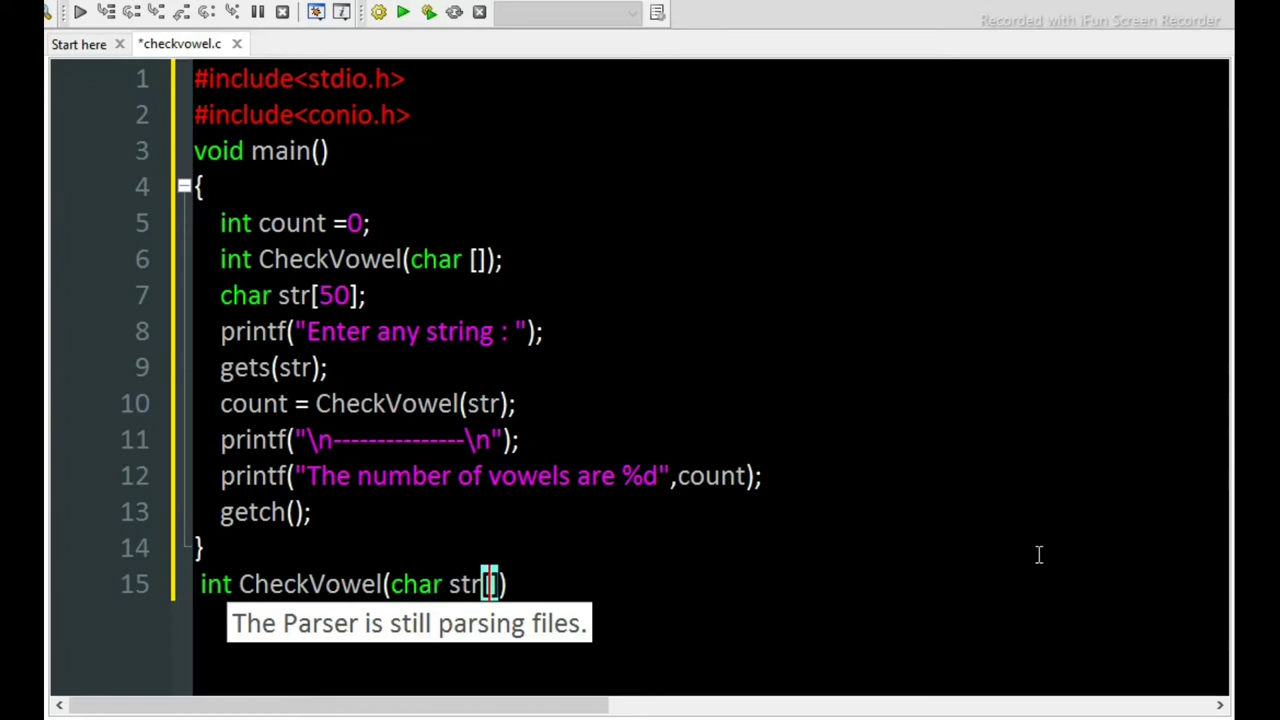 Recorded with iFun Screen Recorder
Start here
*checkvowel.c
1 #include<stdio.h>
2 #include<conio.h>
3 void main()
4 {
5 int count =0;
6 int CheckVowel(char []);
7 char str[50];
8 printf("Enter any string : ");
9 gets(str);
10 count = CheckVowel(str);
11 printf("\n---------------\n");
12 printf("The number of vowels are %d",count);
13 getch();
14 }
15 int CheckVowel(char str[])
The Parser is still parsing files.